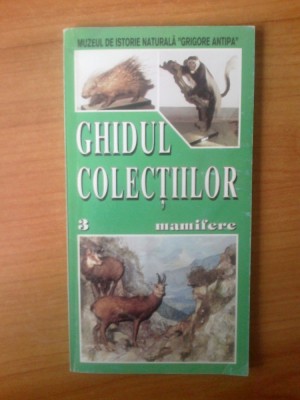 MUZEUL DE ISTORIE NATURALĂ "GRIGORE ANTIPA"
GHIDUL
COLECȚIILOR
3 mamifere